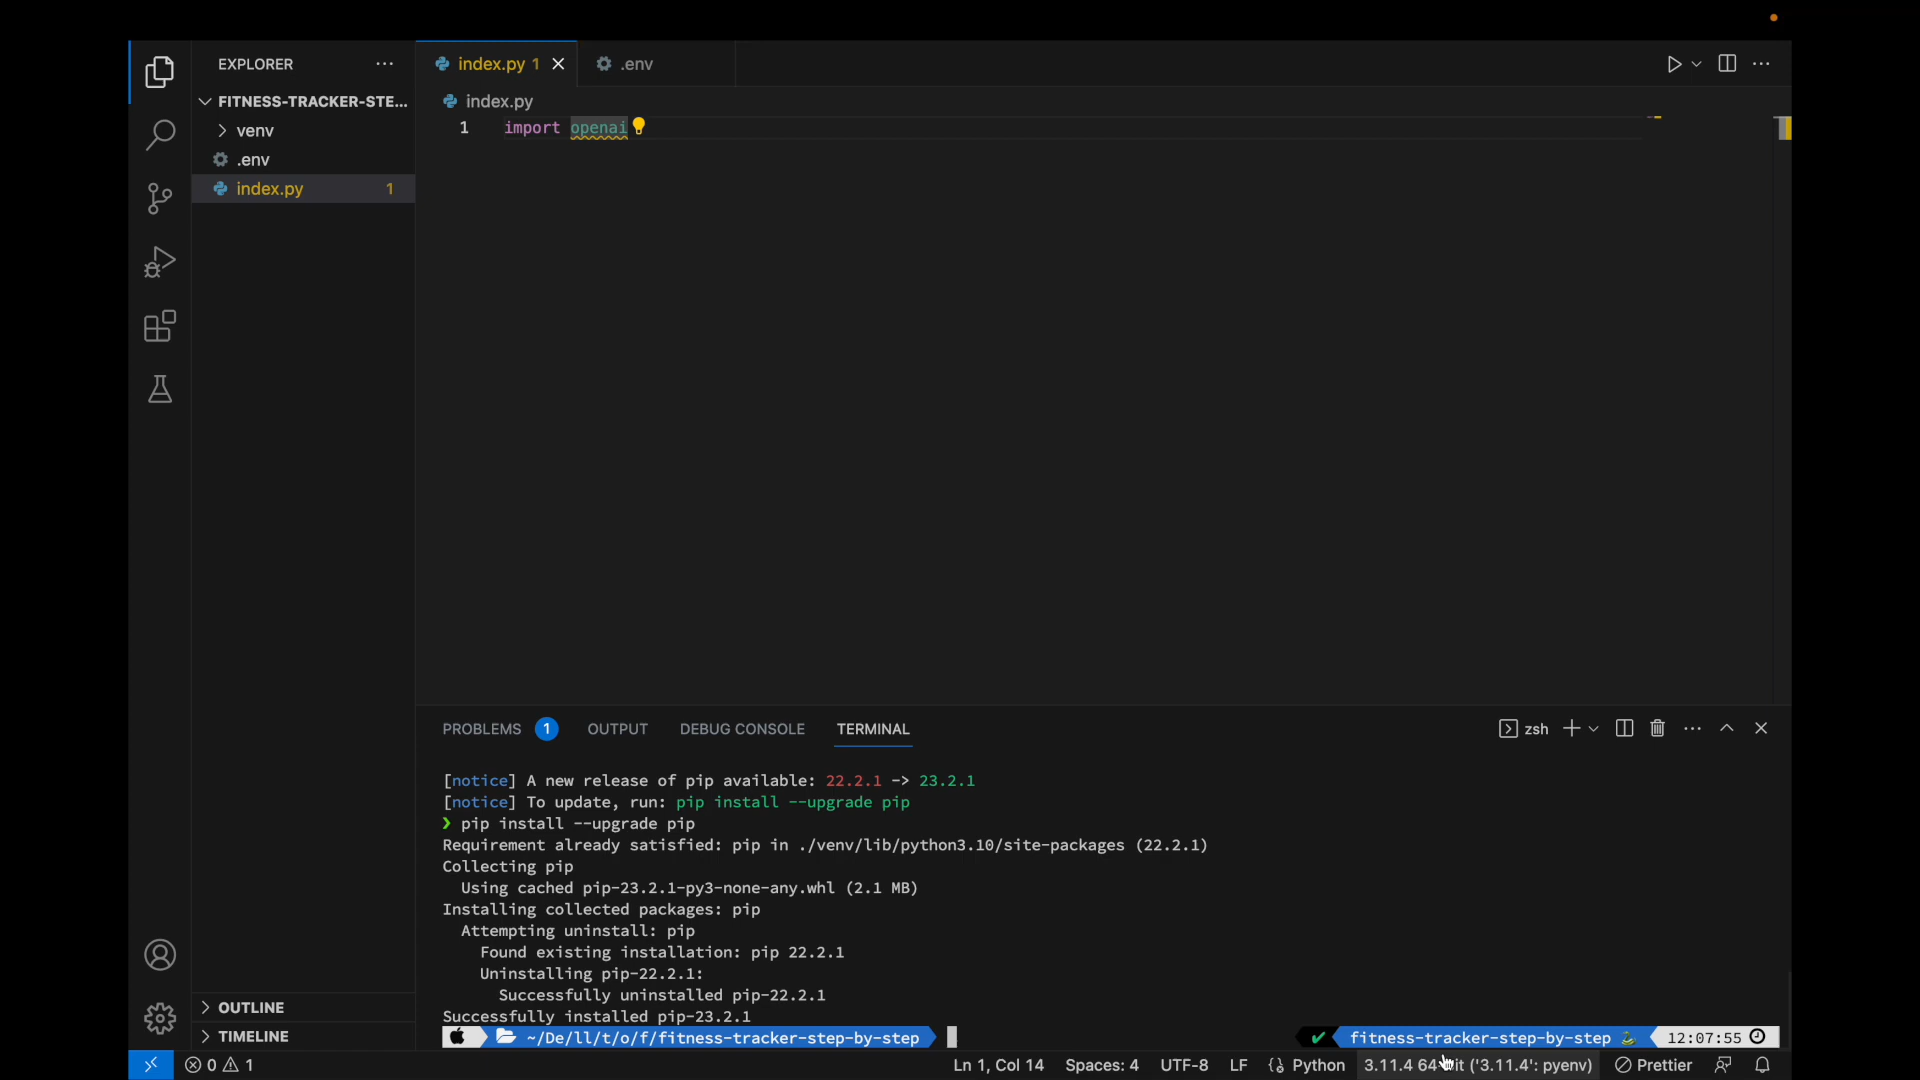 EXPLORER
FITNESS-TRACKER-STE...
venv
.env
index.py 1
OUTLINE
TIMELINE
index.py 1
.env
index.py
1 import openai
PROBLEMS 1 OUTPUT DEBUG CONSOLE TERMINAL
zsh
[notice] A new release of pip available: 22.2.1 -> 23.2.1
[notice] To update, run: pip install --upgrade pip
❯ pip install --upgrade pip
Requirement already satisfied: pip in ./venv/lib/python3.10/site-packages (22.2.1)
Collecting pip
Using cached pip-23.2.1-py3-none-any.whl (2.1 MB)
Installing collected packages: pip
Attempting uninstall: pip
Found existing installation: pip 22.2.1
Uninstalling pip-22.2.1:
Successfully uninstalled pip-22.2.1
Successfully installed pip-23.2.1
~/De/ll/t/o/f/fitness-tracker-step-by-step
fitness-tracker-step-by-step 12:07:55
0 1 Ln 1, Col 14 Spaces: 4 UTF-8 LF Python 3.11.4 ('3.11.4': pyenv) Prettier